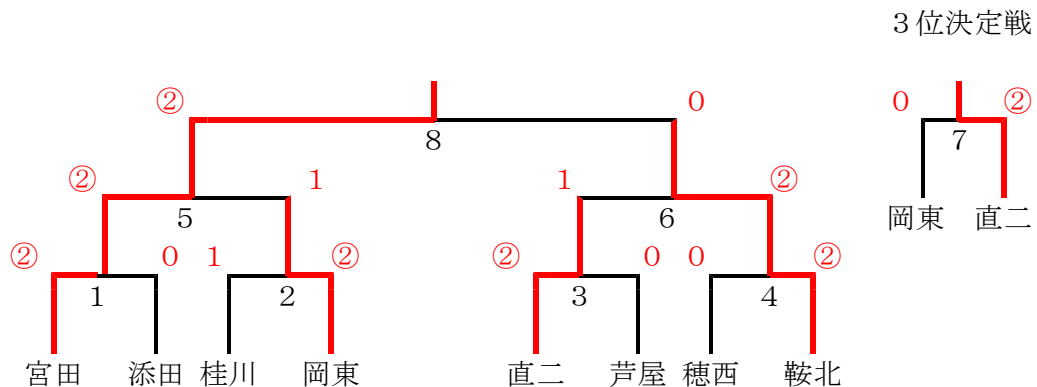 ３位決定戦
② ０ ０ ②
８ ７
② １ １ ②
５ ６ 岡東 直二
② ０ １ ② ② ０ ０ ②
１ ２ ３ ４
宮田 添田 桂川 岡東 直二 芦屋 穂西 鞍北